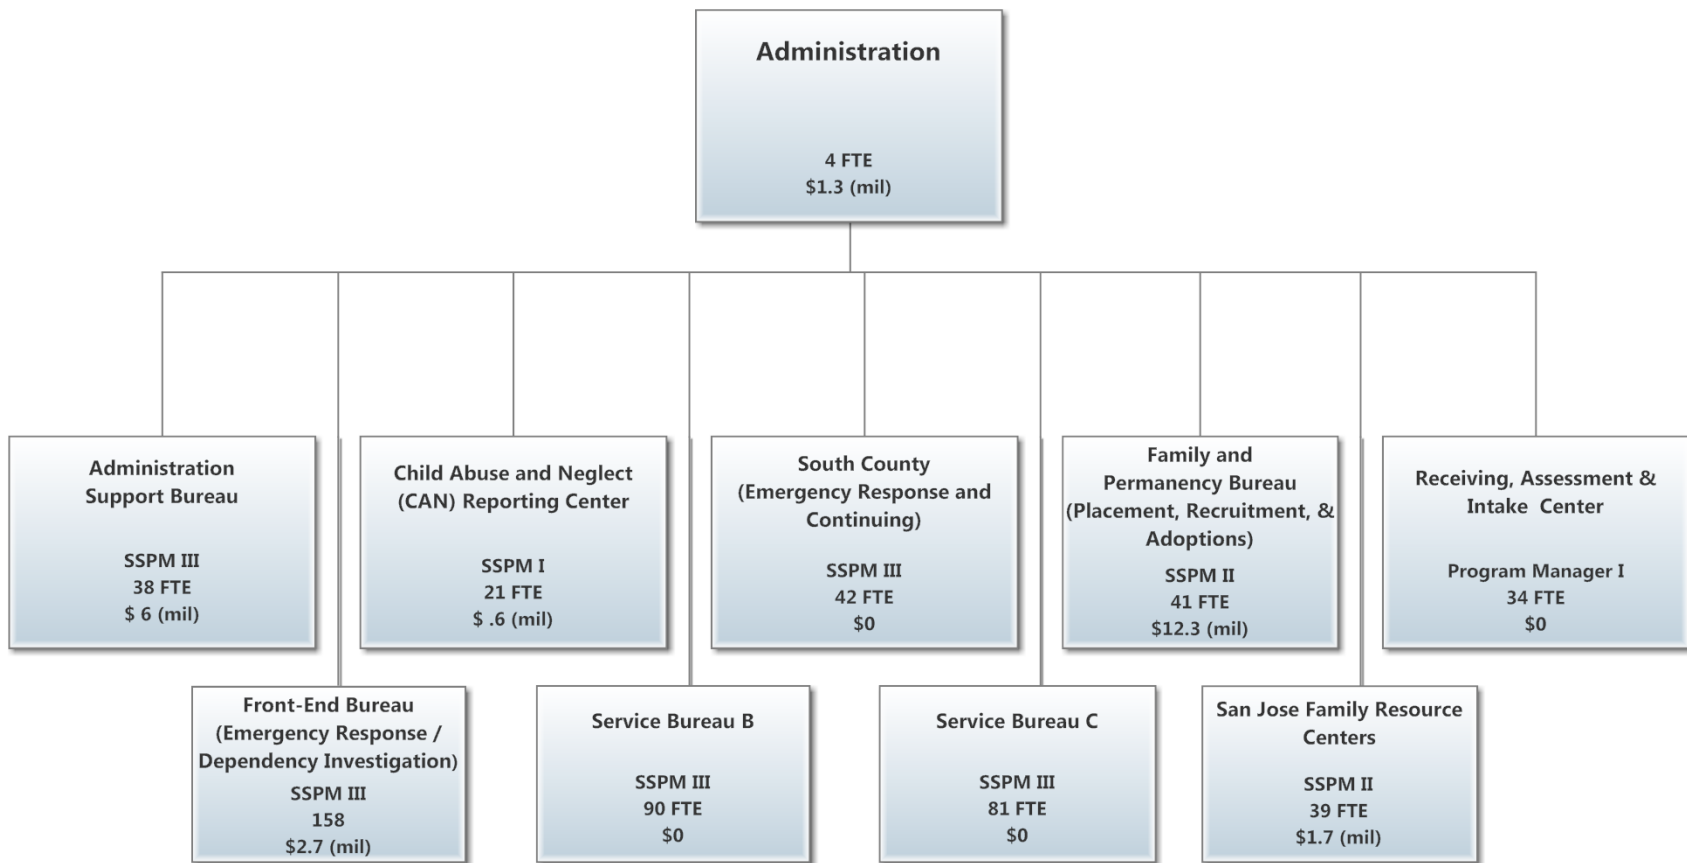 Administration
4 FTE
$1.3 (mil)
Administration
Support Bureau
SSPM III
38 FTE
$ 6 (mil)
Child Abuse and Neglect
(CAN) Reporting Center
SSPM I
21 FTE
$ .6 (mil)
South County
(Emergency Response and
Continuing)
SSPM III
42 FTE
$0
Family and
Permanency Bureau
(Placement, Recruitment, &
Adoptions)
SSPM II
41 FTE
$12.3 (mil)
Receiving, Assessment &
Intake Center
Program Manager I
34 FTE
$0
Front-End Bureau
(Emergency Response /
Dependency Investigation)
SSPM III
158
$2.7 (mil)
Service Bureau B
SSPM III
90 FTE
$0
Service Bureau C
SSPM III
81 FTE
$0
San Jose Family Resource
Centers
SSPM II
39 FTE
$1.7 (mil)